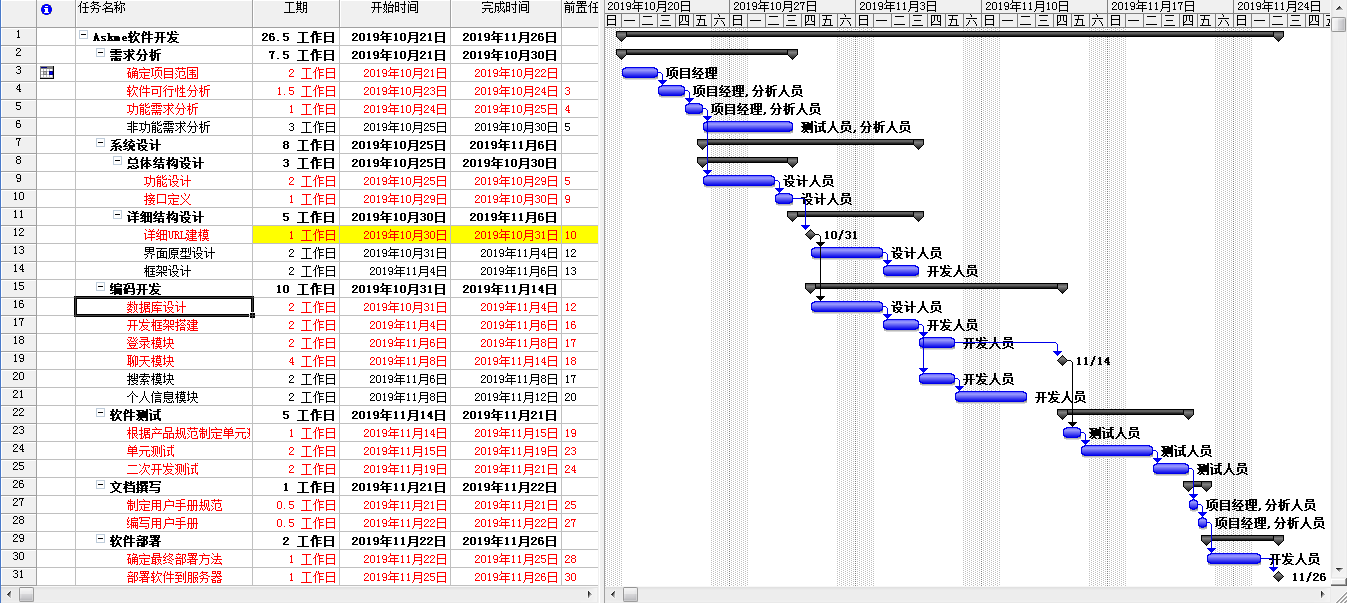 任务名称 工期 开始时间 完成时间 前置任
2019年10月20日 2019年10月27日 2019年11月3日 2019年11月10日 2019年11月17日 2019年11月24日
日 一 二 三 四 五 六 日 一 二 三 四 五 六 日 一 二 三 四 五 六 日 一 二 三 四 五 六 日 一 二 三 四 五 六 日 一 二 三 四 五
1 Askme软件开发 26.5 工作日 2019年10月21日 2019年11月26日
2 需求分析 7.5 工作日 2019年10月21日 2019年10月30日
3 确定项目范围 2 工作日 2019年10月21日 2019年10月22日 项目经理
4 软件可行性分析 1.5 工作日 2019年10月23日 2019年10月24日 3 项目经理,分析人员
5 功能需求分析 1 工作日 2019年10月24日 2019年10月25日 4 项目经理,分析人员
6 非功能需求分析 3 工作日 2019年10月25日 2019年10月30日 5 测试人员,分析人员
7 系统设计 8 工作日 2019年10月25日 2019年11月6日
8 总体结构设计 3 工作日 2019年10月25日 2019年10月30日
9 功能设计 2 工作日 2019年10月25日 2019年10月29日 5 设计人员
10 接口定义 1 工作日 2019年10月29日 2019年10月30日 9 设计人员
11 详细结构设计 5 工作日 2019年10月30日 2019年11月6日
12 详细URL建模 1 工作日 2019年10月30日 2019年10月31日 10 10/31
13 界面原型设计 2 工作日 2019年10月31日 2019年11月4日 12 设计人员
14 框架设计 2 工作日 2019年11月4日 2019年11月6日 13 开发人员
15 编码开发 10 工作日 2019年10月31日 2019年11月14日
16 数据库设计 2 工作日 2019年10月31日 2019年11月4日 12 设计人员
17 开发框架搭建 2 工作日 2019年11月4日 2019年11月6日 16 开发人员
18 登录模块 2 工作日 2019年11月6日 2019年11月8日 17 开发人员
19 聊天模块 4 工作日 2019年11月8日 2019年11月14日 18 11/14
20 搜索模块 2 工作日 2019年11月6日 2019年11月8日 17 开发人员
21 个人信息模块 2 工作日 2019年11月8日 2019年11月12日 20 开发人员
22 软件测试 5 工作日 2019年11月14日 2019年11月21日
23 根据产品规范制定单元 1 工作日 2019年11月14日 2019年11月15日 19 测试人员
24 单元测试 2 工作日 2019年11月15日 2019年11月19日 23 测试人员
25 二次开发测试 2 工作日 2019年11月19日 2019年11月21日 24 测试人员
26 文档撰写 1 工作日 2019年11月21日 2019年11月22日
27 制定用户手册规范 0.5 工作日 2019年11月21日 2019年11月21日 25 项目经理,分析人员
28 编写用户手册 0.5 工作日 2019年11月22日 2019年11月22日 27 项目经理,分析人员
29 软件部署 2 工作日 2019年11月22日 2019年11月26日
30 确定最终部署方法 1 工作日 2019年11月22日 2019年11月25日 28 开发人员
31 部署软件到服务器 1 工作日 2019年11月25日 2019年11月26日 30 11/26